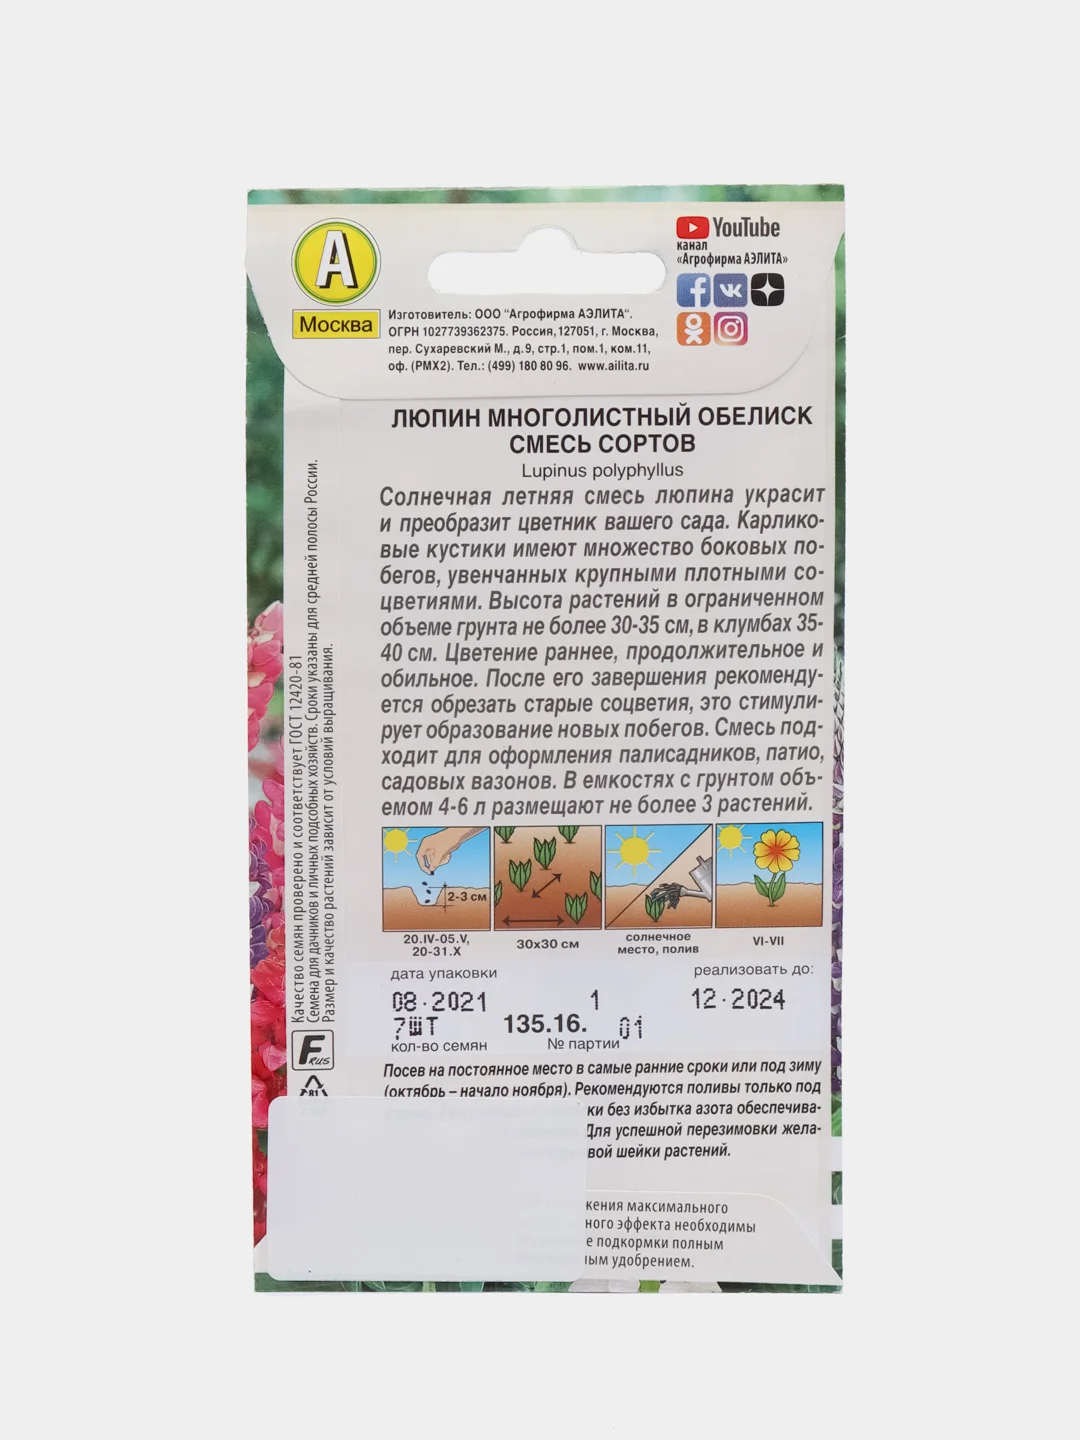 YouTube
канал
«Агрофирма АЭЛИТА»
А
Москва
Изготовитель: ООО "Агрофирма АЭЛИТА".
ОГРН 1027739362375. Россия, 127051, г. Москва,
пер. Сухаревский М., д.9, стр.1, пом.1, ком.11,
оф. (РМХ2). Тел.: (499) 180 80 96. www.ailita.ru
ЛЮПИН МНОГОЛИСТНЫЙ ОБЕЛИСК
СМЕСЬ СОРТОВ
Lupinus polyphyllus
Солнечная летняя смесь люпина украсит
и преобразит цветник вашего сада. Карлико-
вые кустики имеют множество боковых по-
бегов, увенчанных крупными плотными со-
цветиями. Высота растений в ограниченном
объеме грунта не более 30-35 см, в клумбах 35-
40 см. Цветение раннее, продолжительное и
обильное. После его завершения рекоменду-
ется обрезать старые соцветия, это стимули-
рует образование новых побегов. Смесь под-
ходит для оформления палисадников, патио,
садовых вазонов. В емкостях с грунтом объ-
емом 4-6 л размещают не более 3 растений.
2-3 см
20.IV-05.V,
20-31.X
30х30 см
солнечное
место, полив
VI-VII
дата упаковки
реализовать до:
08·2021
1
12·2024
7ШТ
135.16.
01
кол-во семян
№ партии
Посев на постоянное место в самые ранние сроки или под зиму
(октябрь – начало ноября). Рекомендуются поливы только под
ки без избытка азота обеспечива-
Для успешной перезимовки жела-
вой шейки растений.
жения максимального
ного эффекта необходимы
е подкормки полным
ым удобрением.
Качество семян проверено и соответствует ГОСТ 12420-81
Семена для дачников и личных подсобных хозяйств. Сроки указаны для средней полосы России.
Размер и качество растений зависит от условий выращивания.
F RUS
81